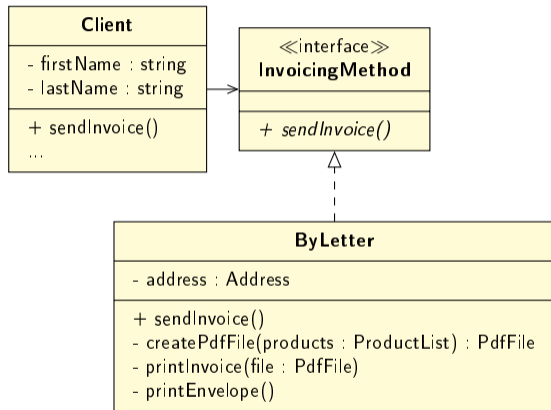 Client
- firstName : string
- lastName : string
+ sendInvoice()
...
≪interface≫
InvoicingMethod
+ sendInvoice()
ByLetter
- address : Address
+ sendInvoice()
- createPdfFile(products : ProductList) : PdfFile
- printInvoice(file : PdfFile)
- printEnvelope()